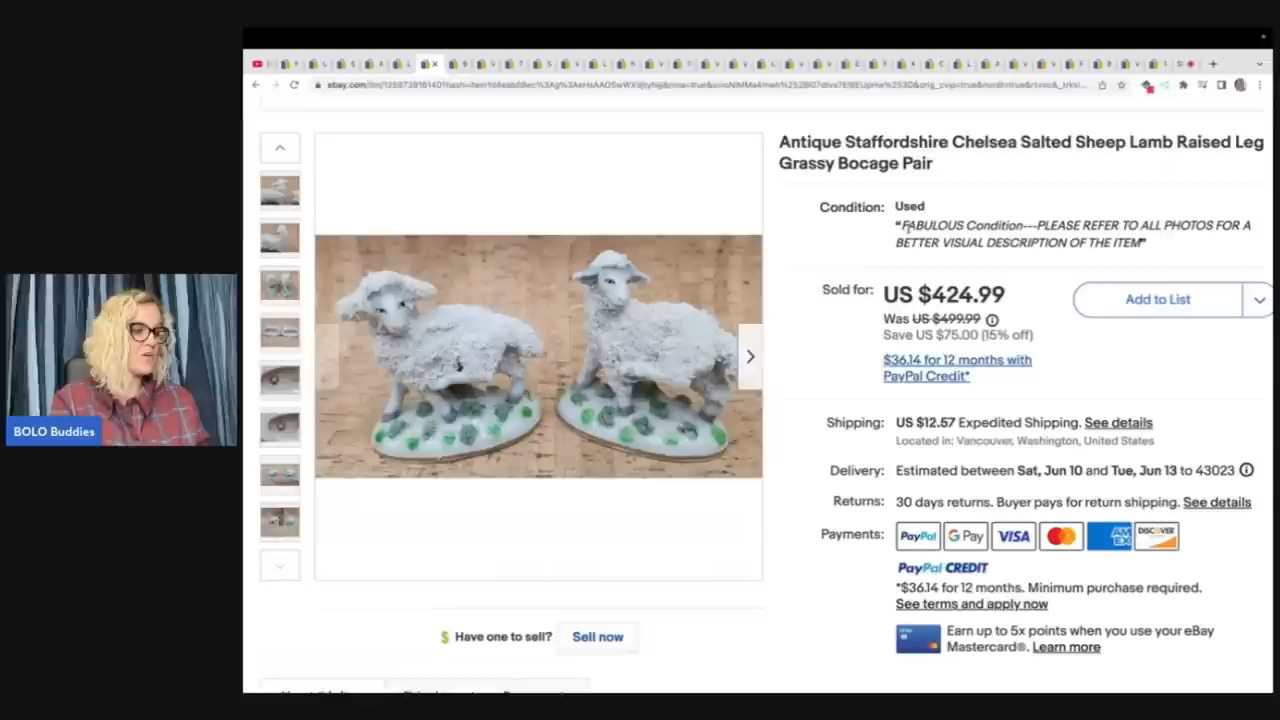 Antique Staffordshire Chelsea Salted Sheep Lamb Raised Leg
Grassy Bocage Pair
Condition: Used
“FABULOUS Condition---PLEASE REFER TO ALL PHOTOS FOR A
BETTER VISUAL DESCRIPTION OF THE ITEM”
Sold for: US $424.99
Add to List
Was US $499.99
Save US $75.00 (15% off)
$36.14 for 12 months with
PayPal Credit*
Shipping: US $12.57 Expedited Shipping. See details
Located in: Vancouver, Washington, United States
Delivery: Estimated between Sat, Jun 10 and Tue, Jun 13 to 43023
Returns: 30 days returns. Buyer pays for return shipping. See details
Payments: PayPal G Pay VISA AM EX DISCOVER
PayPal CREDIT
*$36.14 for 12 months. Minimum purchase required.
See terms and apply now
Earn up to 5x points when you use your eBay
Mastercard®. Learn more
$ Have one to sell? Sell now
BOLO Buddies